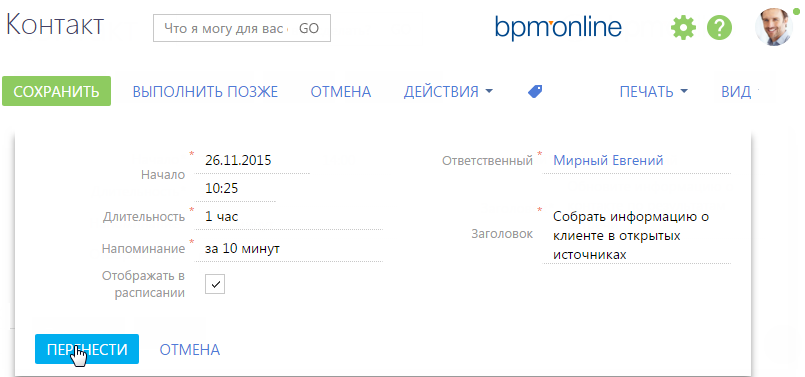 Контакт
Что я могу для вас GO
bpmonline
?
СОХРАНИТЬ ВЫПОЛНИТЬ ПОЗЖЕ ОТМЕНА ДЕЙСТВИЯ ПЕЧАТЬ ВИД
Начало * 26.11.2015
10:25
Длительность * 1 час
Напоминание * за 10 минут
Отображать в
расписании
Ответственный * Мирный Евгений
Заголовок * Собрать информацию о
клиенте в открытых
источниках
ПЕРЕНЕСТИ ОТМЕНА